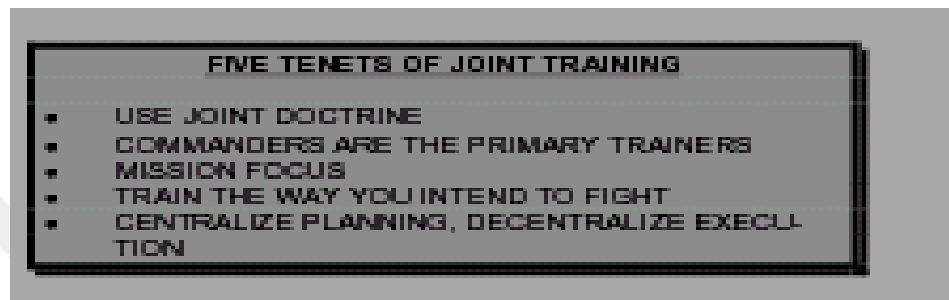 FIVE TENETS OF JOINT TRAINING
• USE JOINT DOCTRINE
• COMMANDERS ARE THE PRIMARY TRAINERS
• MISSION FOCUS
• TRAIN THE WAY YOU INTEND TO FIGHT
• CENTRALIZE PLANNING, DECENTRALIZE EXECU-
TION